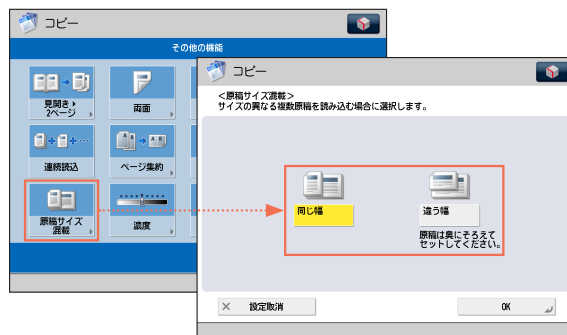 コピー
その他の機能
見開き▸
2ページ
両面
連続読込
ページ集約
原稿サイズ
混載
濃度
コピー
<原稿サイズ混載>
サイズの異なる複数原稿を読み込む場合に選択します。
同じ幅
違う幅
原稿は奥にそろえて
セットしてください。
× 設定取消
OK